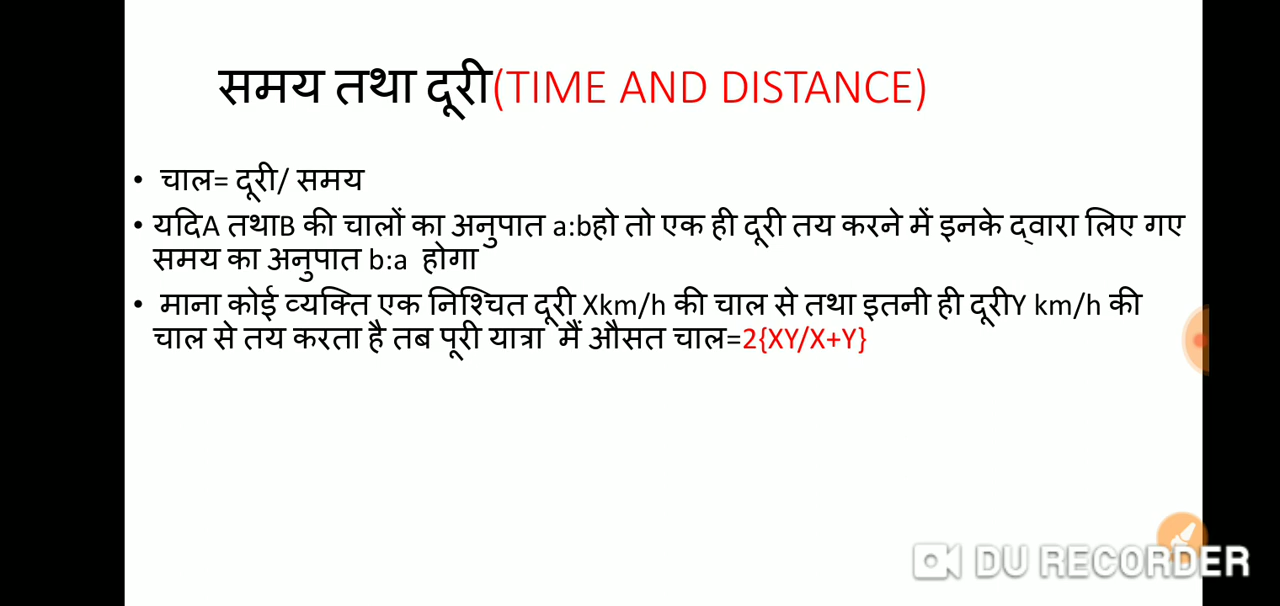 समय तथा दूरी(TIME AND DISTANCE)
• चाल= दूरी/ समय
• यदिA तथाB की चालों का अनुपात a:bहो तो एक ही दूरी तय करने में इनके द्वारा लिए गए
समय का अनुपात b:a होगा
• माना कोई व्यक्ति एक निश्चित दूरी Xkm/h की चाल से तथा इतनी ही दूरीY km/h की
चाल से तय करता है तब पूरी यात्रा मैं औसत चाल=2{XY/X+Y}
DU RECORDER